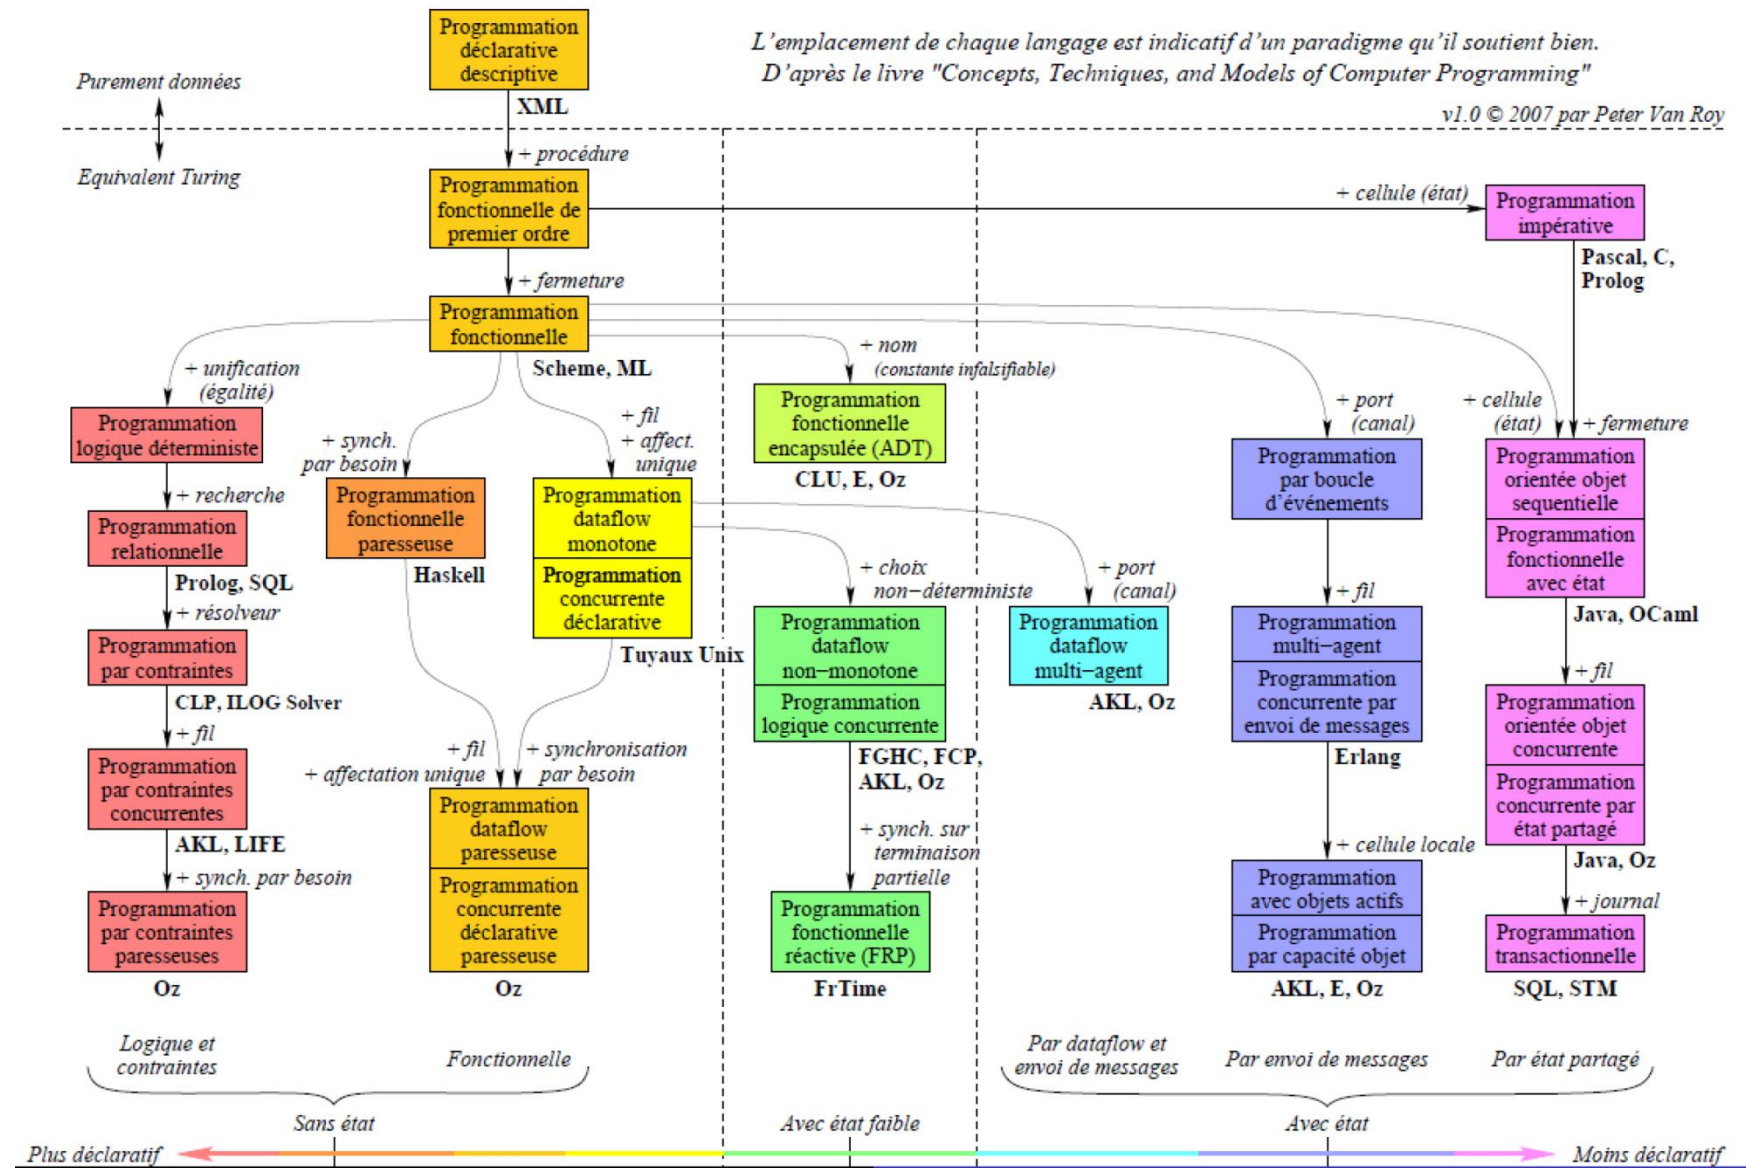 Programmation
déclarative
descriptive
XML
L'emplacement de chaque langage est indicatif d'un paradigme qu'il soutient bien.
D'après le livre "Concepts, Techniques, and Models of Computer Programming"
v1.0 © 2007 par Peter Van Roy
Purement données
Equivalent Turing
+ procédure
Programmation
fonctionnelle de
premier ordre
+ cellule (état)
Programmation
impérative
Pascal, C,
Prolog
+ fermeture
Programmation
fonctionnelle
Scheme, ML
+ unification
(égalité)
Programmation
logique déterministe
+ recherche
Programmation
relationnelle
Prolog, SQL
+ résolveur
Programmation
par contraintes
CLP, ILOG Solver
+ fil
Programmation
par contraintes
concurrentes
AKL, LIFE
+ synch. par besoin
Programmation
par contraintes
paresseuses
Oz
+ synch.
par besoin
Programmation
fonctionnelle
paresseuse
Haskell
+ fil
+ affect.
unique
Programmation
dataflow
monotone
Programmation
concurrente
déclarative
Tuyaux Unix
+ fil
+ affectation unique
+ synchronisation
par besoin
Programmation
dataflow
paresseuse
Programmation
concurrente
déclarative
paresseuse
Oz
+ nom
(constante infalsifiable)
Programmation
fonctionnelle
encapsulée (ADT)
CLU, E, Oz
+ choix
non−déterministe
Programmation
dataflow
non−monotone
Programmation
logique concurrente
FGHC, FCP,
AKL, Oz
+ synch. sur
terminaison
partielle
Programmation
fonctionnelle
réactive (FRP)
FrTime
+ port
(canal)
Programmation
dataflow
multi−agent
AKL, Oz
+ port
(canal)
Programmation
par boucle
d'événements
+ fil
Programmation
multi−agent
Programmation
concurrente par
envoi de messages
Erlang
+ cellule locale
Programmation
avec objets actifs
Programmation
par capacité objet
AKL, E, Oz
+ cellule
(état)
+ fermeture
Programmation
orientée objet
sequentielle
Programmation
fonctionnelle
avec état
Java, OCaml
+ fil
Programmation
orientée objet
concurrente
Programmation
concurrente par
état partagé
Java, Oz
+ journal
Programmation
transactionnelle
SQL, STM
Logique et
contraintes
Fonctionnelle
Par dataflow et
envoi de messages
Par envoi de messages
Par état partagé
Sans état
Avec état faible
Avec état
Plus déclaratif
Moins déclaratif